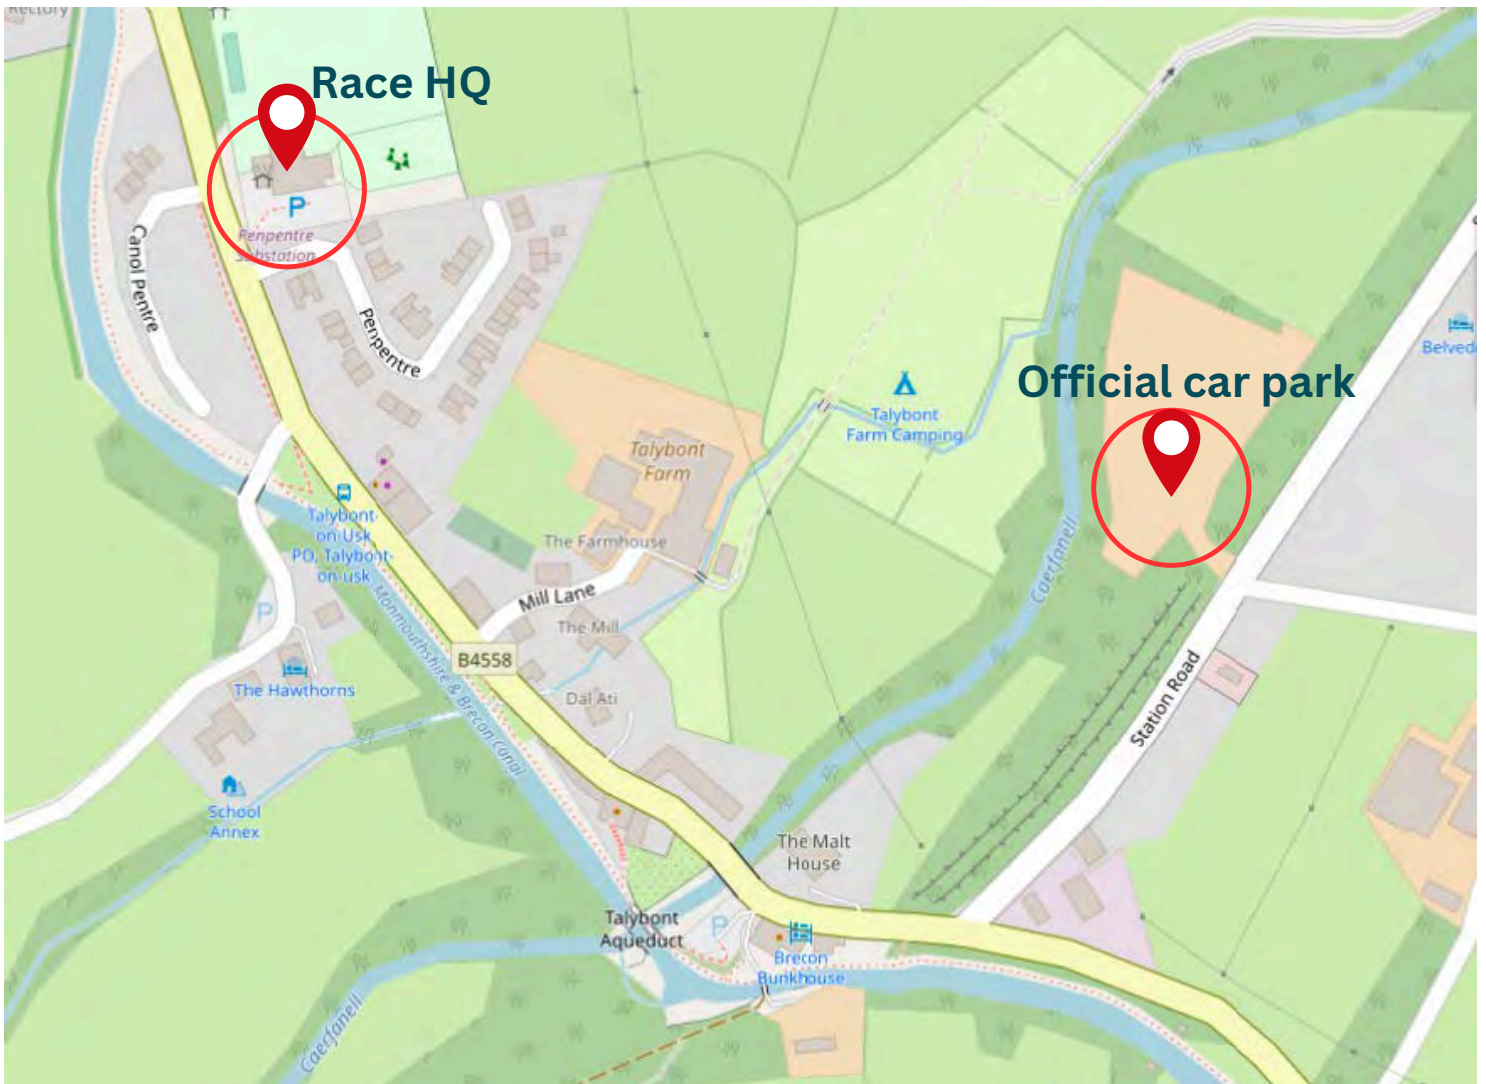 Rectory
Race HQ
P
Penpentre
Substation
Canol Pentre
Penpentre
Official car park
Belved
Talybont
Farm Camping
Talybont
Farm
Talybont-
on-Usk
PO, Talybont-
on-usk
The Farmhouse
Mill Lane
Caerfanell
P
The Mill
Monmouthshire & Brecon Canal
B4558
The Hawthorns
Dal Ati
Station Road
School
Annex
The Malt
House
Talybont
Aqueduct
P
Brecon
Bunkhouse
Caerfanell